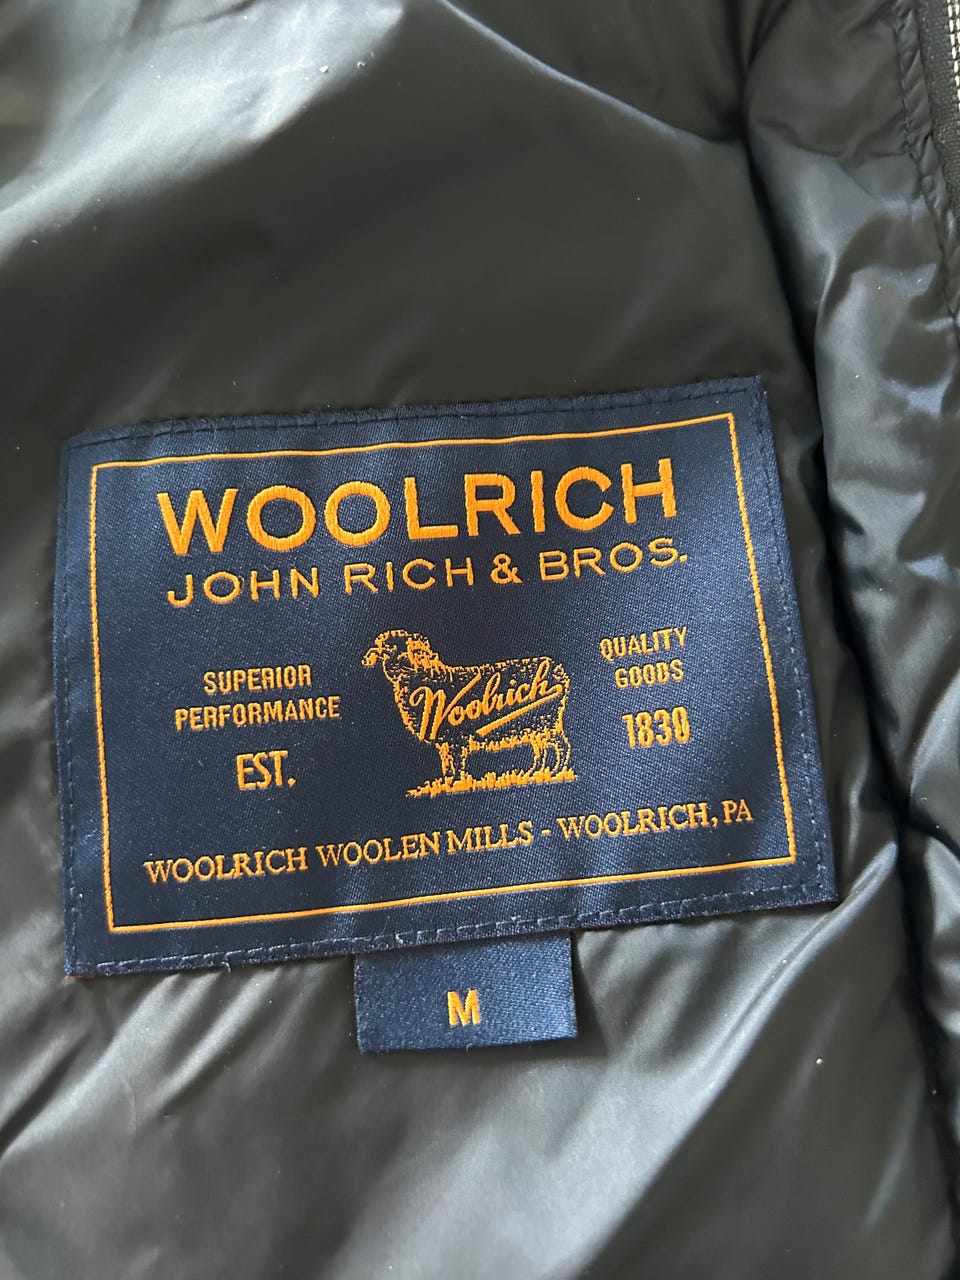 WOOLRICH
JOHN RICH & BROS.
SUPERIOR
PERFORMANCE
EST.
Woolrich
QUALITY
GOODS
1830
WOOLRICH WOOLEN MILLS - WOOLRICH, PA
M